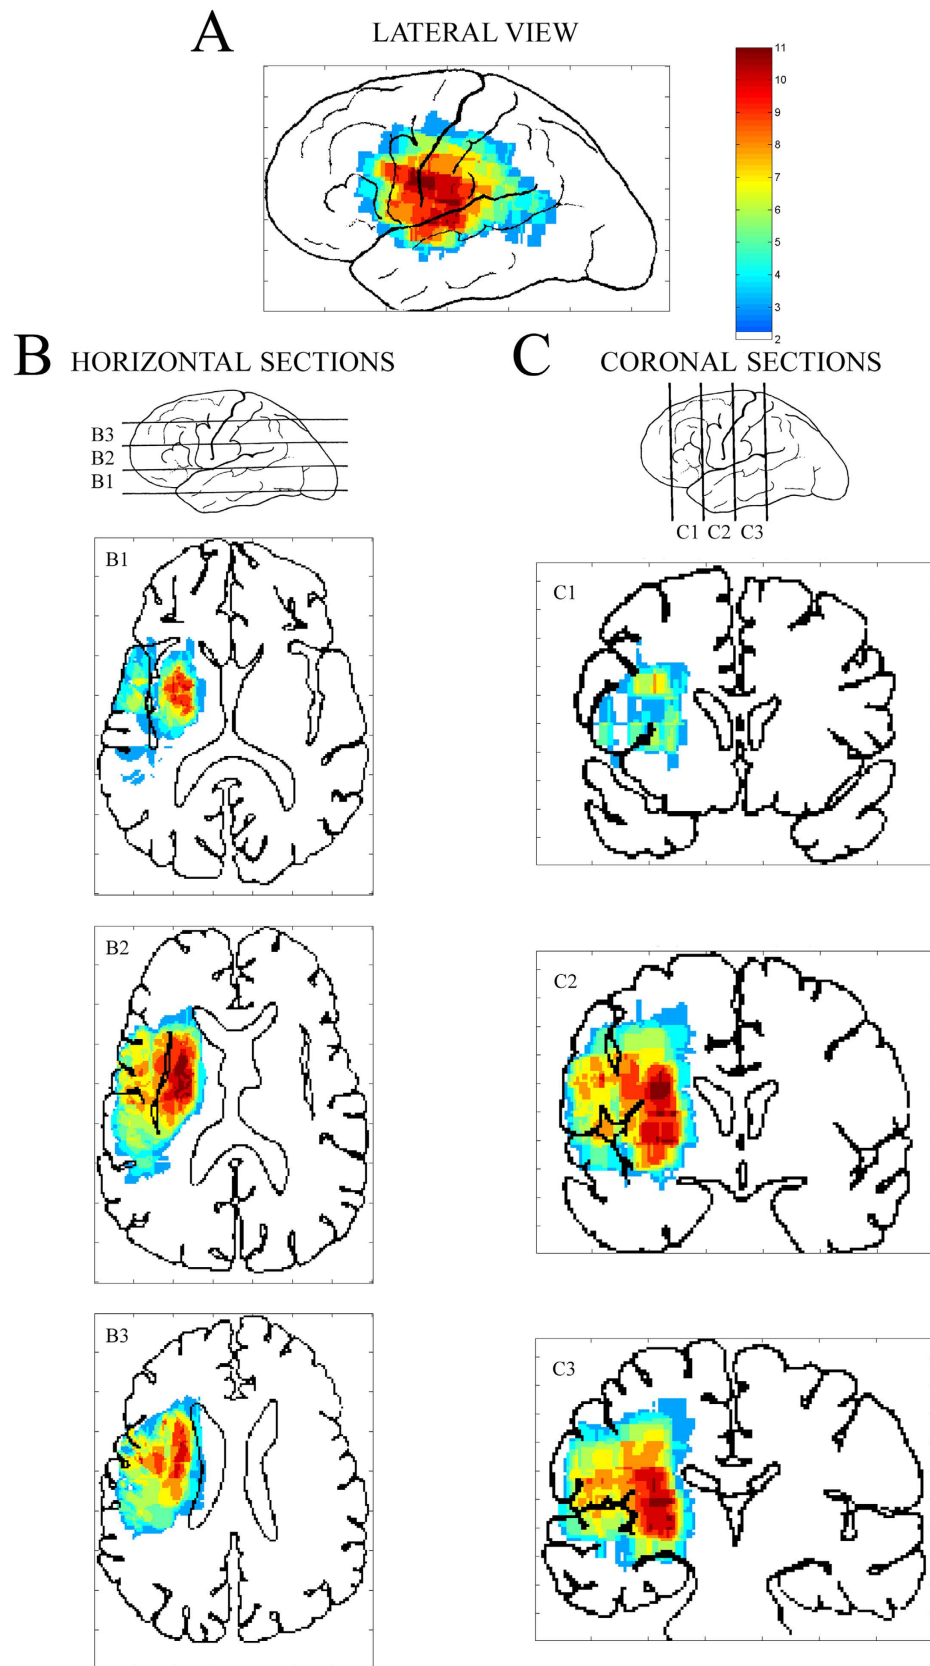 A
LATERAL VIEW
11
10
9
8
7
6
5
4
3
2
B
HORIZONTAL SECTIONS
B3
B2
B1
C
CORONAL SECTIONS
C1 C2 C3
B1
B2
B3
C1
C2
C3